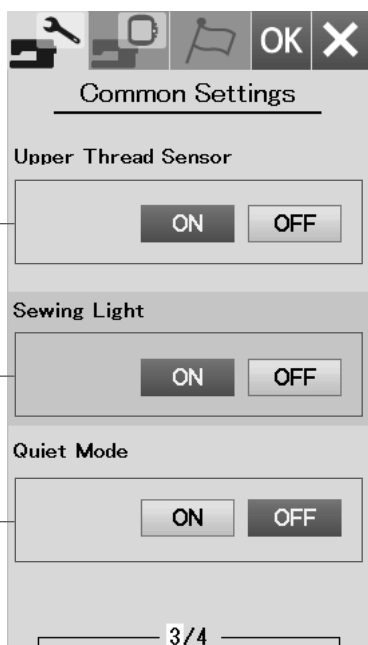 OK
Common Settings
Upper Thread Sensor
ON OFF
Sewing Light
ON OFF
Quiet Mode
ON OFF
3/4